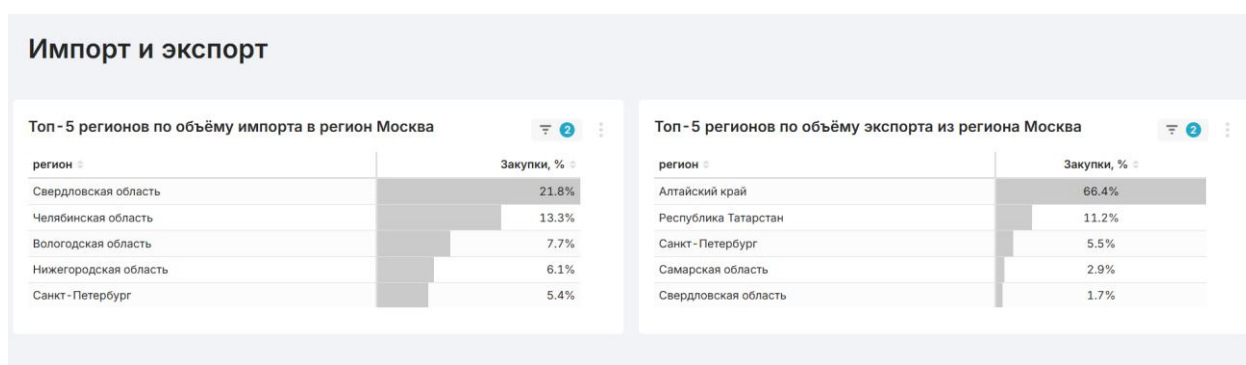 Импорт и экспорт
Топ-5 регионов по объёму импорта в регион Москва
2
регион
Закупки, %
Свердловская область
21.8%
Челябинская область
13.3%
Вологодская область
7.7%
Нижегородская область
6.1%
Санкт-Петербург
5.4%
Топ-5 регионов по объёму экспорта из региона Москва
2
регион
Закупки, %
Алтайский край
66.4%
Республика Татарстан
11.2%
Санкт-Петербург
5.5%
Самарская область
2.9%
Свердловская область
1.7%